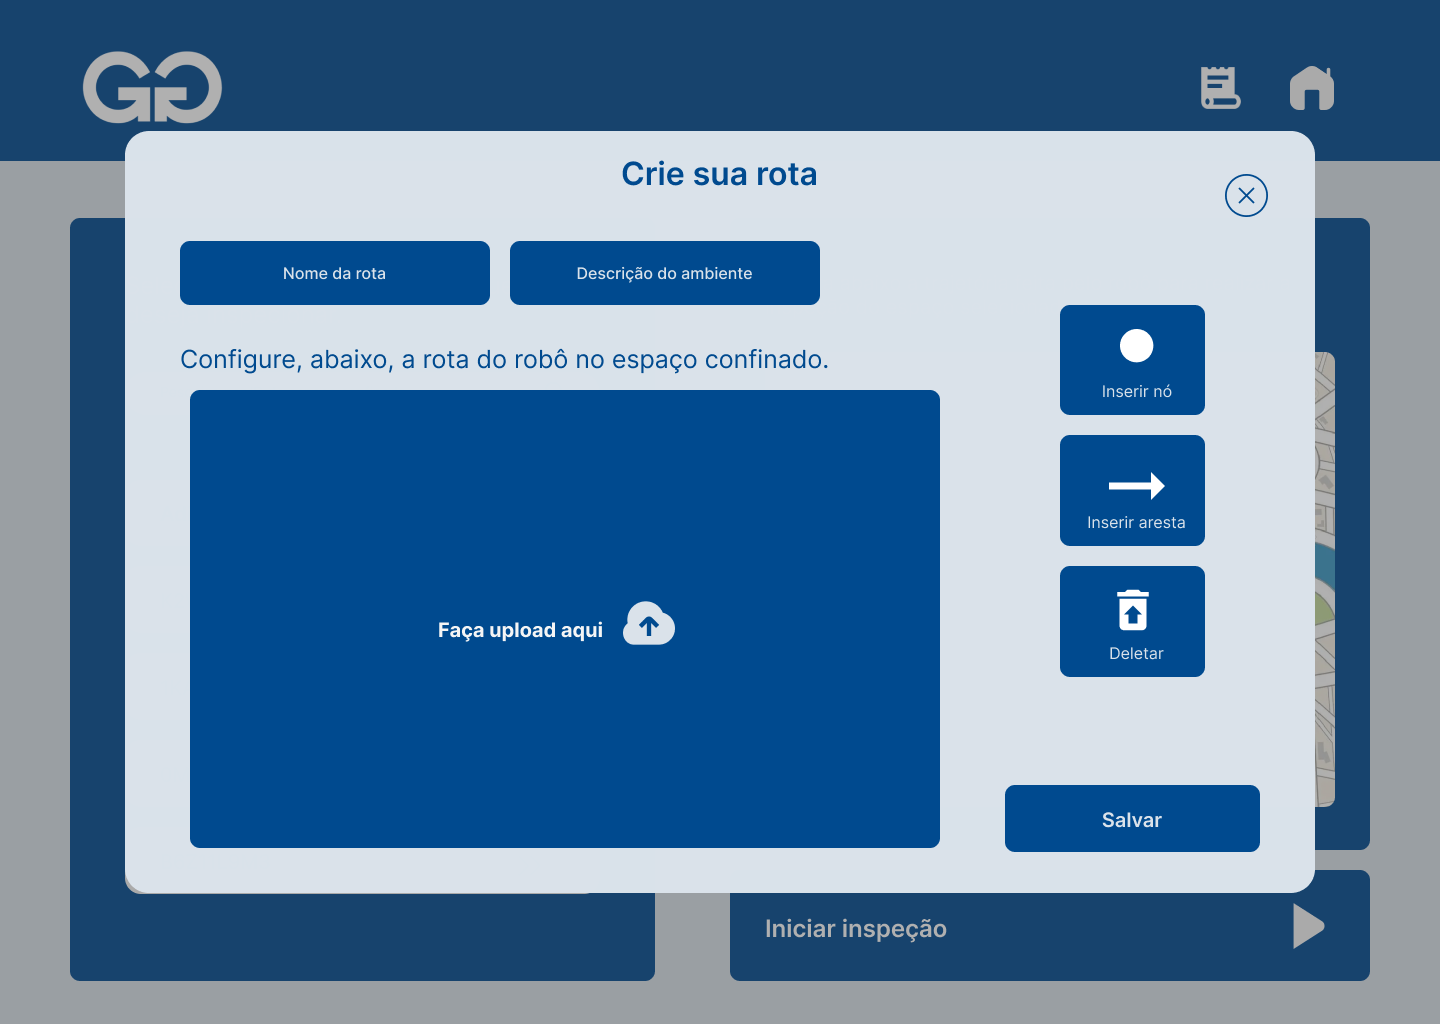 GG
Crie sua rota
Nome da rota
Descrição do ambiente
Configure, abaixo, a rota do robô no espaço confinado.
Inserir nó
Inserir aresta
Faça upload aqui
Deletar
Salvar
Iniciar inspeção